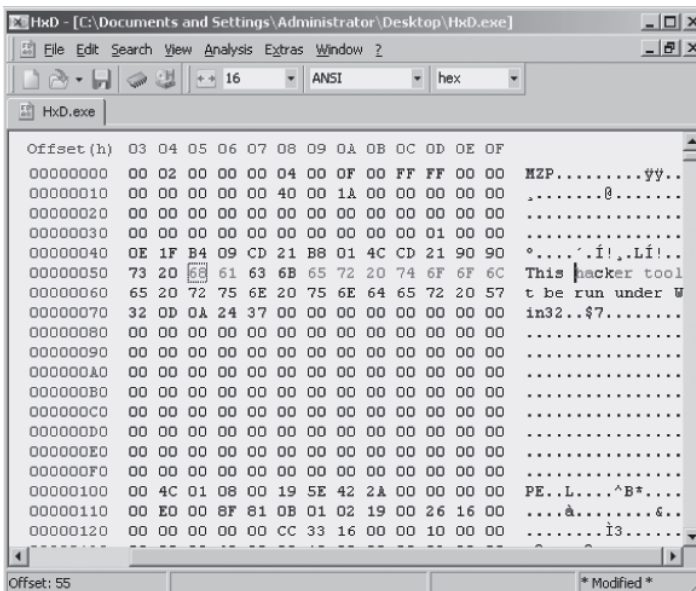 HxD - [C:\Documents and Settings\Administrator\Desktop\HxD.exe]
File Edit Search View Analysis Extras Window ?
16 ANSI hex
HxD.exe
Offset(h) 03 04 05 06 07 08 09 0A 0B 0C 0D 0E 0F
00000000 00 02 00 00 00 04 00 0F 00 FF FF 00 00 MZP.........ÿÿ..
00000010 00 00 00 00 00 40 00 1A 00 00 00 00 00 ¸.......@.......
00000020 00 00 00 00 00 00 00 00 00 00 00 00 00 ................
00000030 00 00 00 00 00 00 00 00 00 00 01 00 00 ................
00000040 0E 1F B4 09 CD 21 B8 01 4C CD 21 90 90 º....´.Í!¸.LÍ!..
00000050 73 20 68 61 63 6B 65 72 20 74 6F 6F 6C This hacker tool
00000060 65 20 72 75 6E 20 75 6E 64 65 72 20 57 t be run under W
00000070 32 0D 0A 24 37 00 00 00 00 00 00 00 00 in32..$7........
00000080 00 00 00 00 00 00 00 00 00 00 00 00 00 ................
00000090 00 00 00 00 00 00 00 00 00 00 00 00 00 ................
000000A0 00 00 00 00 00 00 00 00 00 00 00 00 00 ................
000000B0 00 00 00 00 00 00 00 00 00 00 00 00 00 ................
000000C0 00 00 00 00 00 00 00 00 00 00 00 00 00 ................
000000D0 00 00 00 00 00 00 00 00 00 00 00 00 00 ................
000000E0 00 00 00 00 00 00 00 00 00 00 00 00 00 ................
000000F0 00 00 00 00 00 00 00 00 00 00 00 00 00 ................
00000100 00 4C 01 08 00 19 5E 42 2A 00 00 00 00 PE..L....^B*....
00000110 00 E0 00 8F 81 0B 01 02 19 00 26 16 00 ....à........&..
00000120 00 00 00 00 00 CC 33 16 00 00 10 00 00 ........Ì3......
Offset: 55 * Modified *